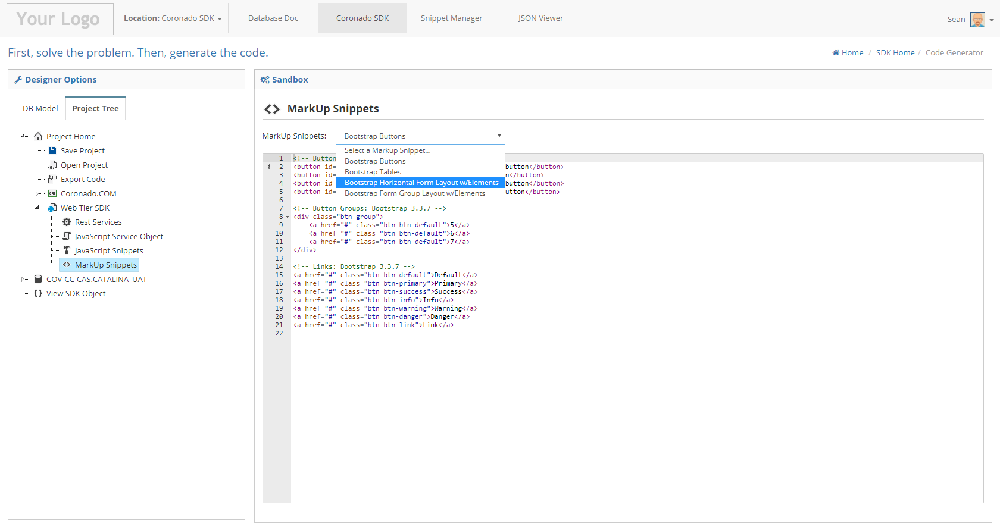 Your Logo
Location: Coronado SDK
Database Doc
Coronado SDK
Snippet Manager
JSON Viewer
Sean
First, solve the problem. Then, generate the code.
Home / SDK Home / Code Generator
Designer Options
DB Model
Project Tree
Project Home
Save Project
Open Project
Export Code
C# Coronado.COM
Web Tier SDK
Rest Services
JavaScript Service Object
JavaScript Snippets
<> MarkUp Snippets
COV-CC-CAS.CATALINA_UAT
{} View SDK Object
Sandbox
<> MarkUp Snippets
MarkUp Snippets:
Bootstrap Buttons
Select a Markup Snippet...
Bootstrap Buttons
Bootstrap Tables
Bootstrap Horizontal Form Layout w/Elements
Bootstrap Form Group Layout w/Elements
1 <!-- Button
i 2 <button id= button</button>
3 <button id= n</button>
4 <button id= button</button>
5 <button id= utton</button>
6
7 <!-- Button Groups: Bootstrap 3.3.7 -->
8 <div class="btn-group">
9 <a href="#" class="btn btn-default">5</a>
10 <a href="#" class="btn btn-default">6</a>
11 <a href="#" class="btn btn-default">7</a>
12 </div>
13
14 <!-- Links: Bootstrap 3.3.7 -->
15 <a href="#" class="btn btn-default">Default</a>
16 <a href="#" class="btn btn-primary">Primary</a>
17 <a href="#" class="btn btn-success">Success</a>
18 <a href="#" class="btn btn-info">Info</a>
19 <a href="#" class="btn btn-warning">Warning</a>
20 <a href="#" class="btn btn-danger">Danger</a>
21 <a href="#" class="btn btn-link">Link</a>
22